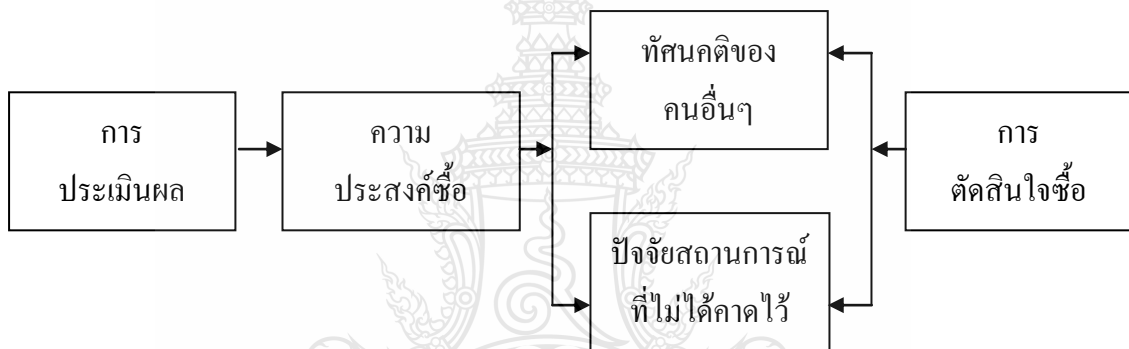 การ
ประเมินผล
ความ
ประสงค์ซื้อ
ทัศนคติของ
คนอื่นๆ
ปัจจัยสถานการณ์
ที่ไม่ได้คาดไว้
การ
ตัดสินใจซื้อ